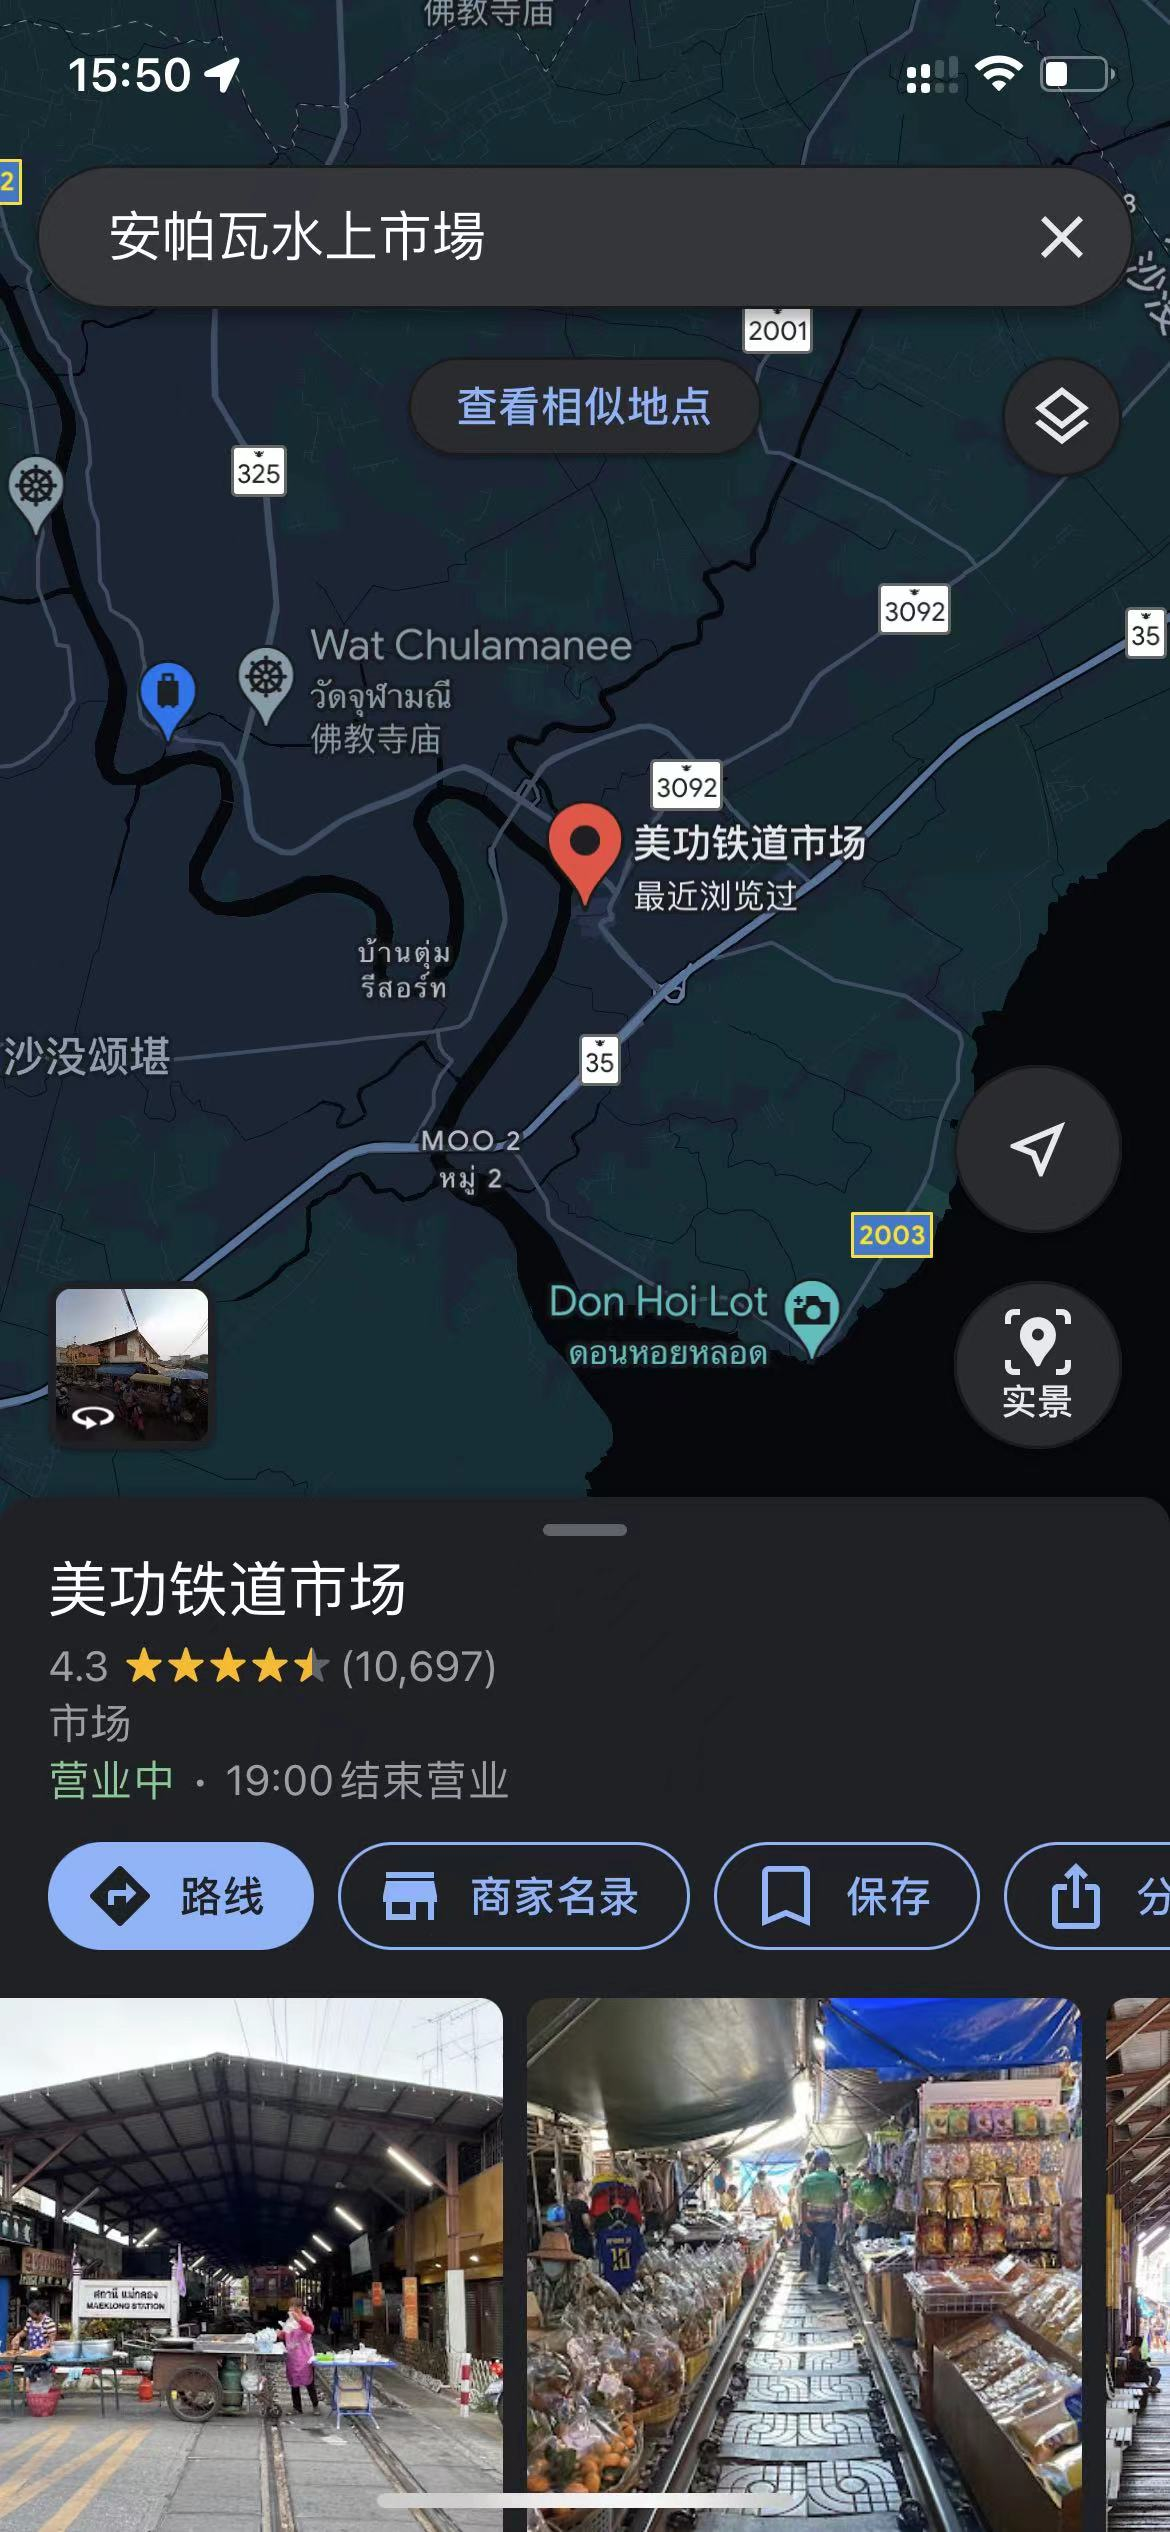 佛教寺庙
15:50
2
安帕瓦水上市場
沙没
2001
查看相似地点
325
3092
35
Wat Chulamanee
วัดจุฬามณี
佛教寺庙
3092
美功铁道市场
最近浏览过
บ้านตุ่ม
รีสอร์ท
沙没颂堪
35
MOO 2
หมู่ 2
2003
Don Hoi Lot
ดอนหอยหลอด
实景
美功铁道市场
4.3 (10,697)
市场
营业中 · 19:00结束营业
路线
商家名录
保存
分
สถานี แม่กลอง
MAEKLONG STATION
10